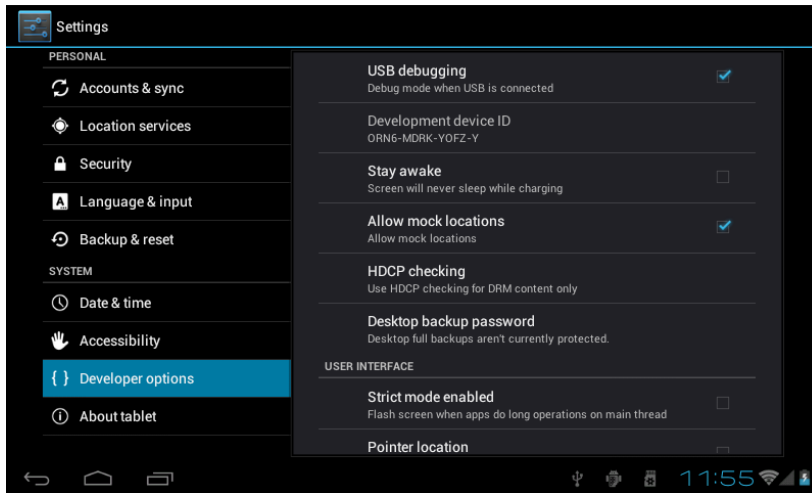 Settings
PERSONAL
Accounts & sync
Location services
Security
Language & input
Backup & reset
SYSTEM
Date & time
Accessibility
{ } Developer options
About tablet
USB debugging
Debug mode when USB is connected
Development device ID
ORN6-MDRK-YOFZ-Y
Stay awake
Screen will never sleep while charging
Allow mock locations
Allow mock locations
HDCP checking
Use HDCP checking for DRM content only
Desktop backup password
Desktop full backups aren't currently protected.
USER INTERFACE
Strict mode enabled
Flash screen when apps do long operations on main thread
Pointer location
11:55